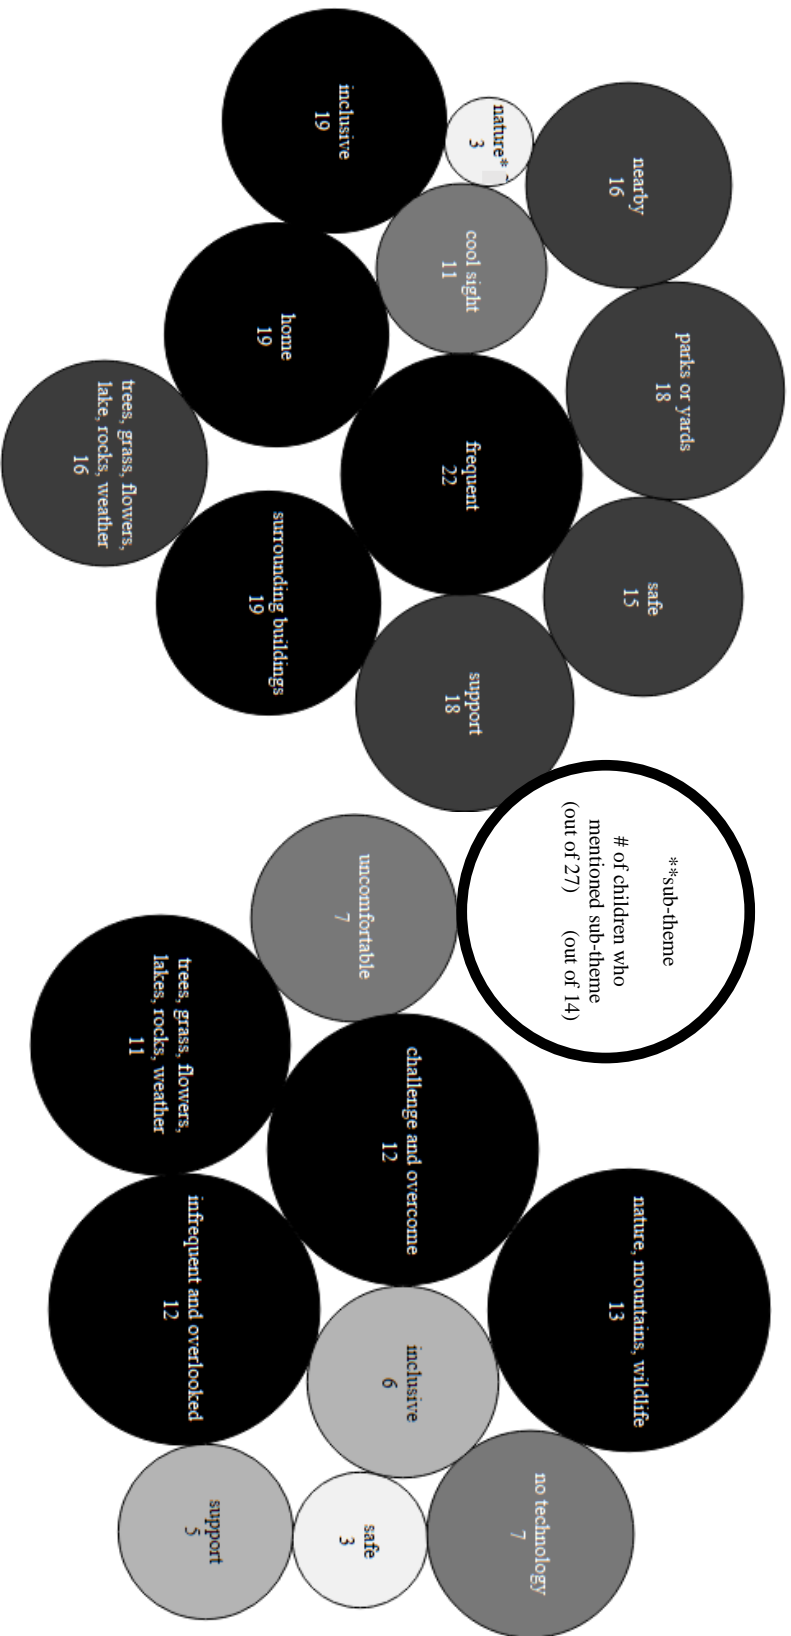 nearby
16
parks or yards
18
safe
15
nature*
3
inclusive
19
cool sight
11
frequent
22
support
18
home
19
surrounding buildings
19
trees, grass, flowers,
lake, rocks, weather
16
**sub-theme
# of children who
mentioned sub-theme
(out of 27) (out of 14)
nature, mountains, wildlife
13
no technology
7
uncomfortable
7
challenge and overcome
12
inclusive
6
safe
3
trees, grass, flowers,
lakes, rocks, weather
11
infrequent and overlooked
12
support
5